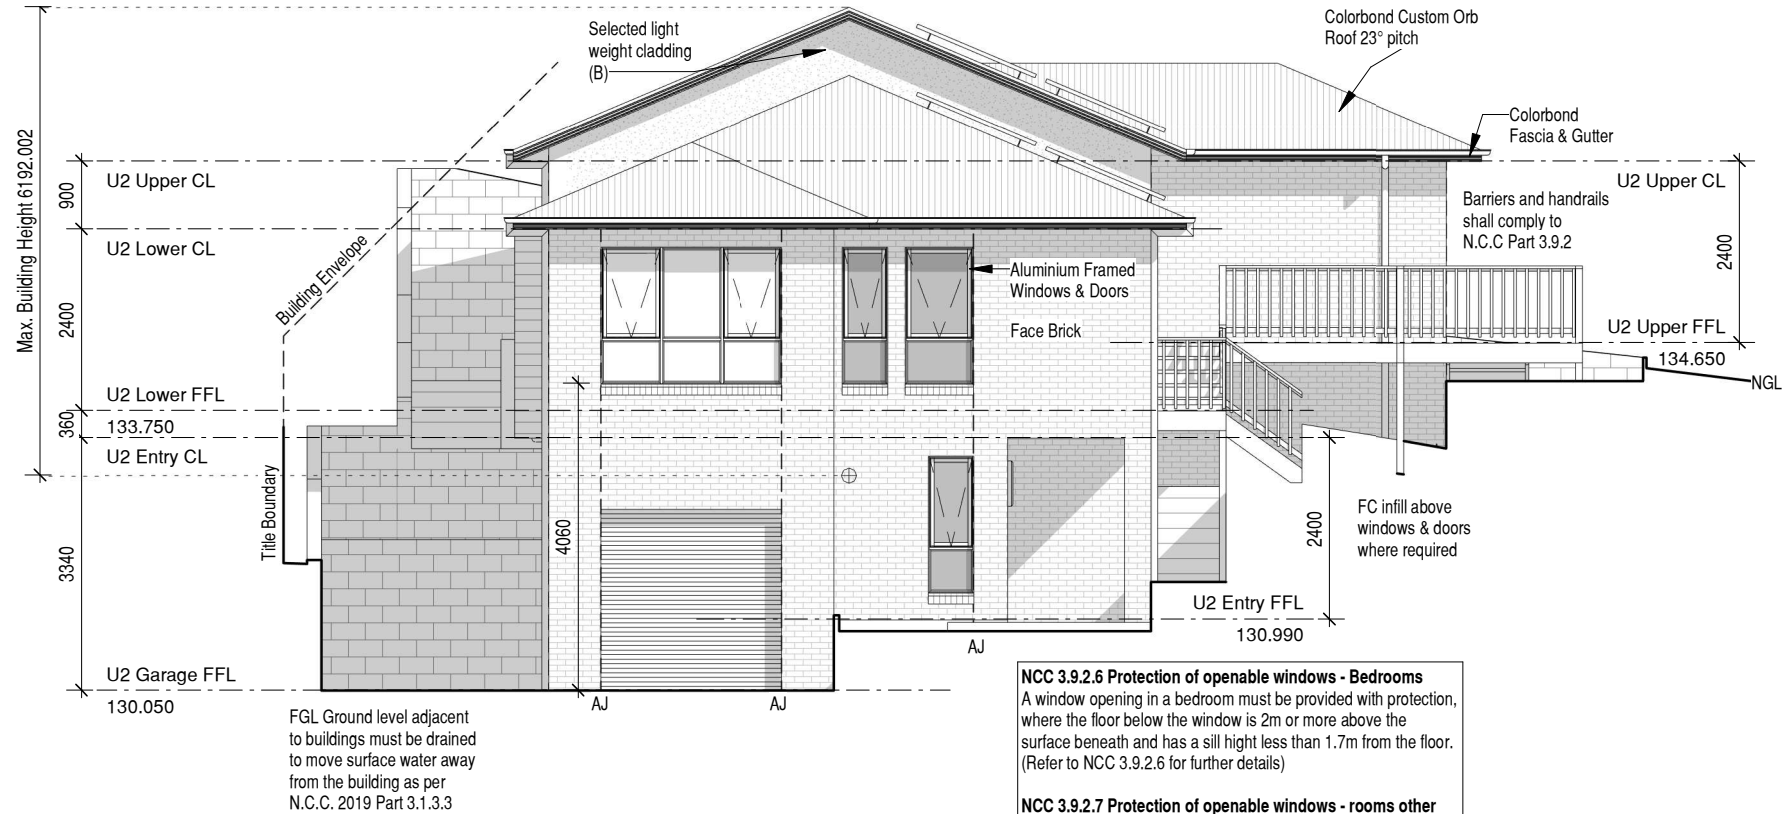 Selected light
weight cladding
(B)
Colorbond Custom Orb
Roof 23° pitch
Colorbond
Fascia & Gutter
Max. Building Height 6192.002
900
U2 Upper CL
U2 Upper CL
Barriers and handrails
shall comply to
N.C.C Part 3.9.2
2400
U2 Lower CL
Building Envelope
2400
Aluminium Framed
Windows & Doors
Face Brick
U2 Upper FFL
134.650
NGL
U2 Lower FFL
360
133.750
U2 Entry CL
Title Boundary
3340
4060
2400
FC infill above
windows & doors
where required
U2 Entry FFL
130.990
AJ
U2 Garage FFL
130.050
AJ
AJ
FGL Ground level adjacent
to buildings must be drained
to move surface water away
from the building as per
N.C.C. 2019 Part 3.1.3.3
NCC 3.9.2.6 Protection of openable windows - Bedrooms
A window opening in a bedroom must be provided with protection,
where the floor below the window is 2m or more above the
surface beneath and has a sill hight less than 1.7m from the floor.
(Refer to NCC 3.9.2.6 for further details)
NCC 3.9.2.7 Protection of openable windows - rooms other